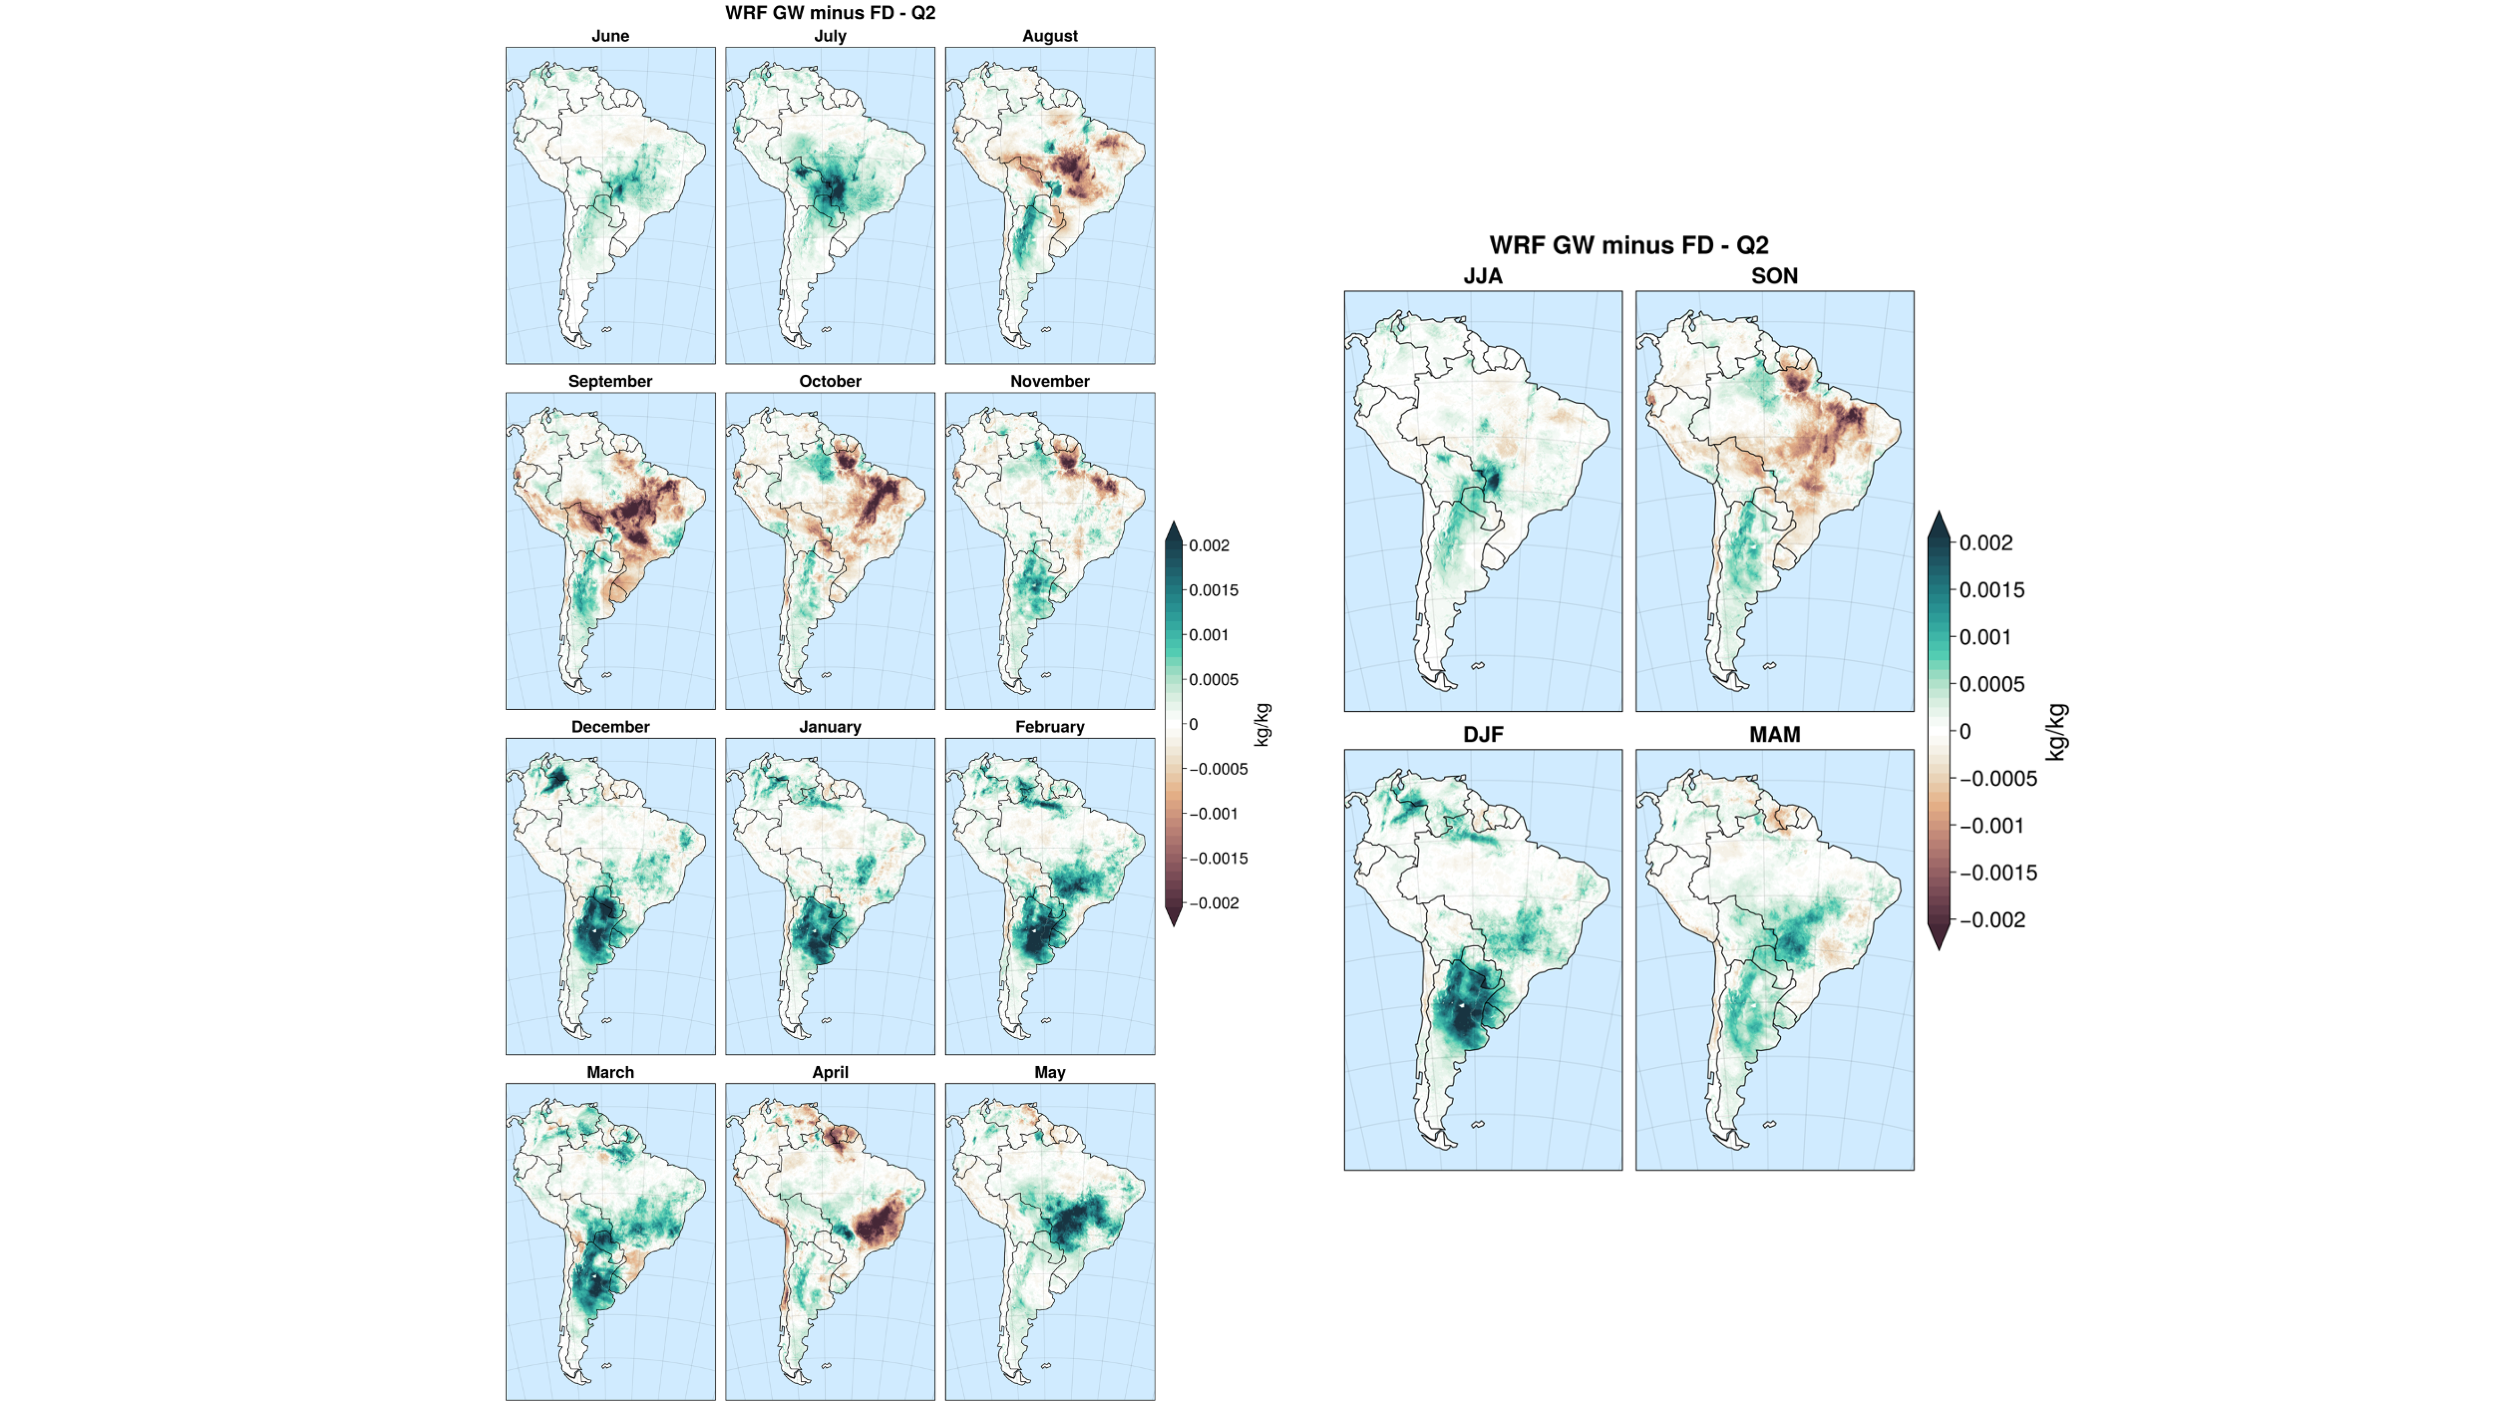 WRF GW minus FD - Q2
June
July
August
September
October
November
December
January
February
March
April
May
0.002
0.0015
0.001
0.0005
0
−0.0005
−0.001
−0.0015
−0.002
kg/kg
WRF GW minus FD - Q2
JJA
SON
DJF
MAM
0.002
0.0015
0.001
0.0005
0
−0.0005
−0.001
−0.0015
−0.002
kg/kg